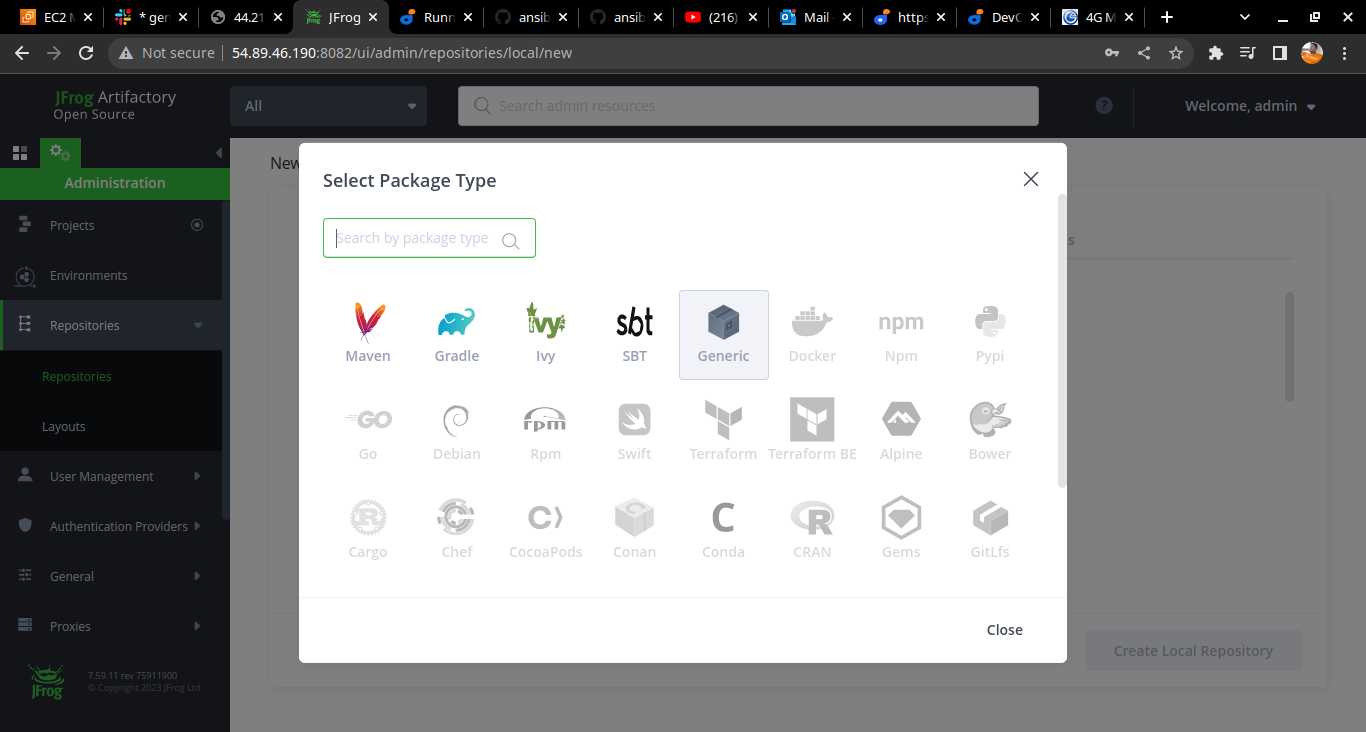 EC2 M
* gen
44.21
JFrog
Runn
ansib
ansib
(216)
Mail
https
DevC
4G M
Not secure | 54.89.46.190:8082/ui/admin/repositories/local/new
JFrog Artifactory
Open Source
All
Search admin resources
?
Welcome, admin
Administration
Projects
Environments
Repositories
Repositories
Layouts
User Management
Authentication Providers
General
Proxies
JFrog
7.59.11 rev 75911900
© Copyright 2023 JFrog Ltd
New
s
Select Package Type
Search by package type
ivy
sbt
npm
Maven
Gradle
Ivy
SBT
Generic
Docker
Npm
Pypi
GO
rpm
Go
Debian
Rpm
Swift
Terraform
Terraform BE
Alpine
Bower
C
R
Cargo
Chef
CocoaPods
Conan
Conda
CRAN
Gems
GitLfs
Close
Create Local Repository